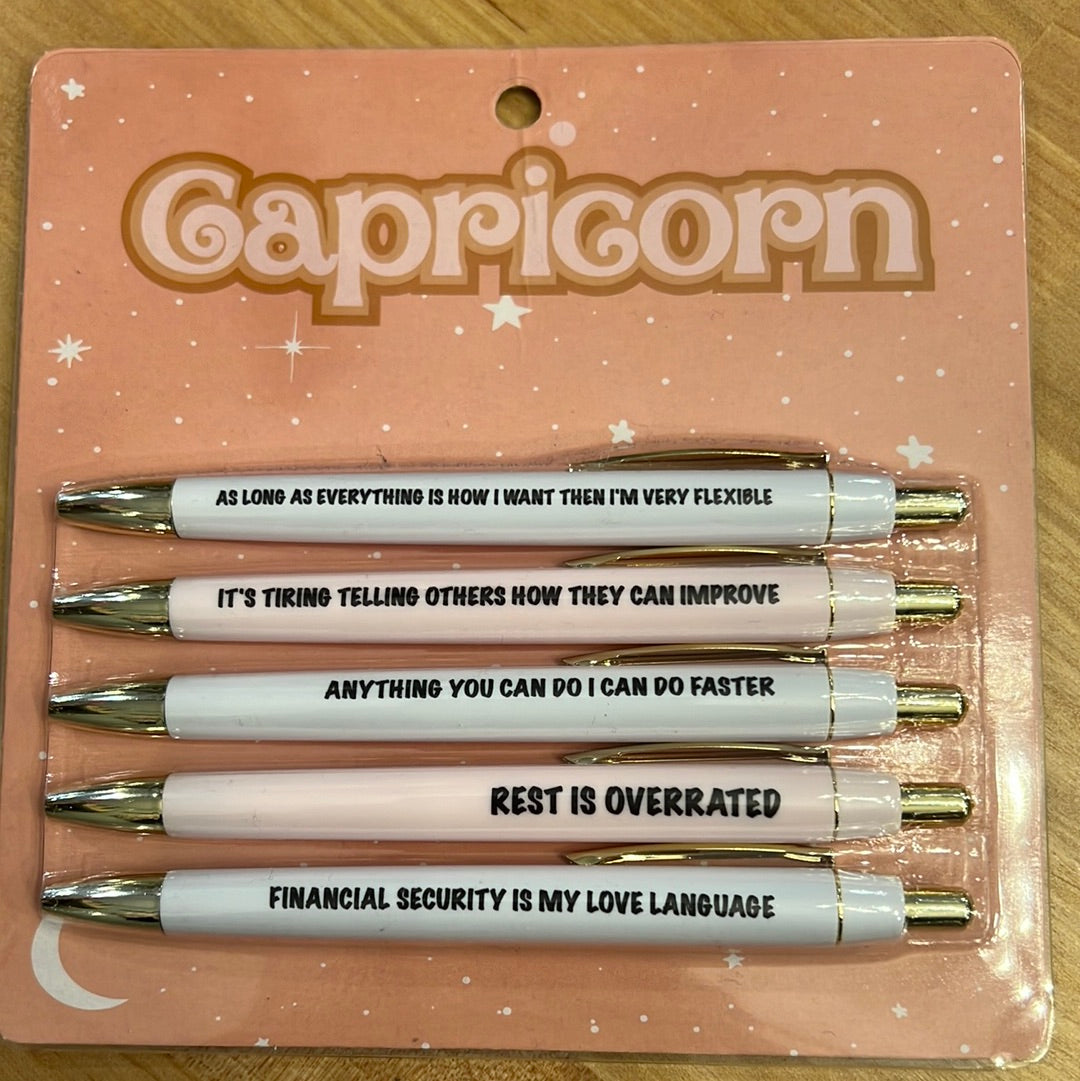 Capricorn
AS LONG AS EVERYTHING IS HOW I WANT THEN I'M VERY FLEXIBLE
IT'S TIRING TELLING OTHERS HOW THEY CAN IMPROVE
ANYTHING YOU CAN DO I CAN DO FASTER
REST IS OVERRATED
FINANCIAL SECURITY IS MY LOVE LANGUAGE